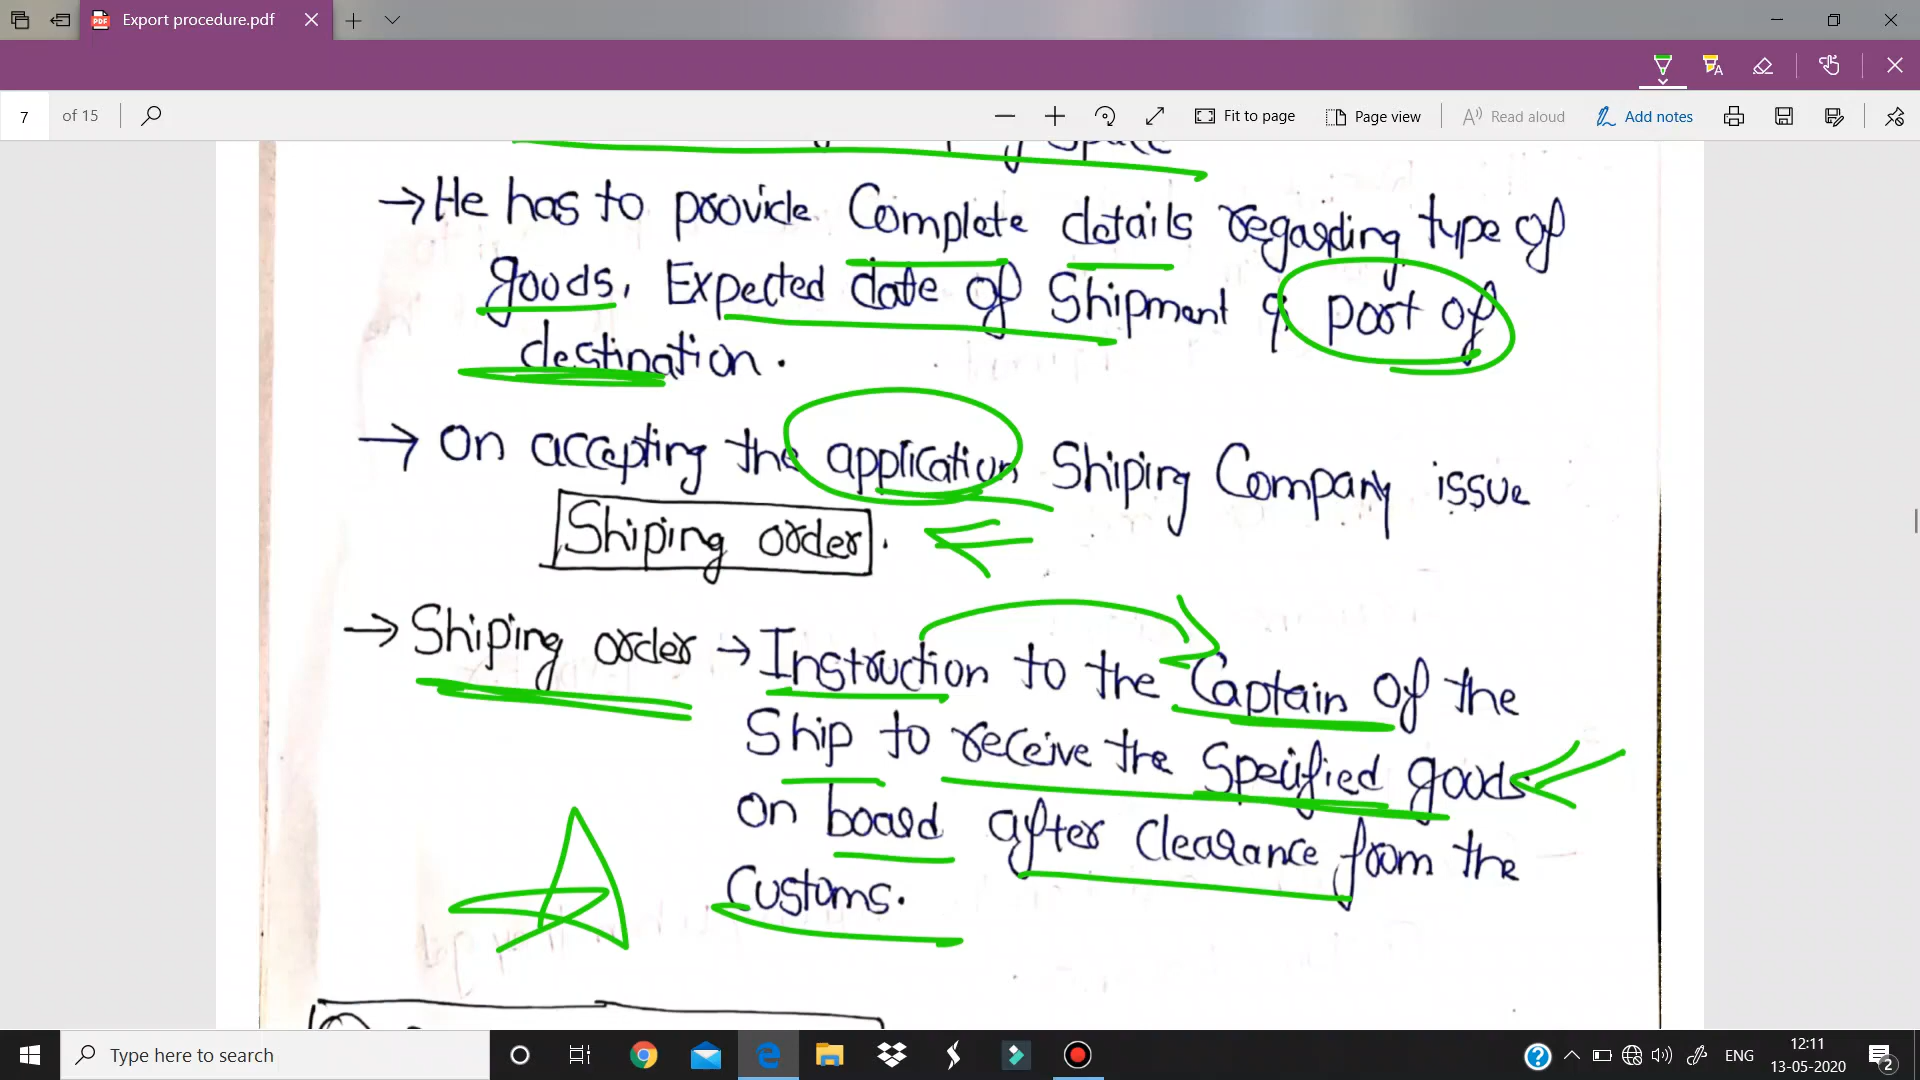 Export procedure.pdf
7 of 15
Fit to page
Page view
Read aloud
Add notes
Space
→ He has to provide Complete details regarding type of
goods, Expected date of Shipment & port of
destination.
→ On accepting the application Shiping Company issue
Shiping order.
→ Shiping order → Instruction to the Captain of the
Ship to receive the Specified goods
on board after Clearance from the
Customs.
Type here to search
ENG
12:11
13-05-2020
2